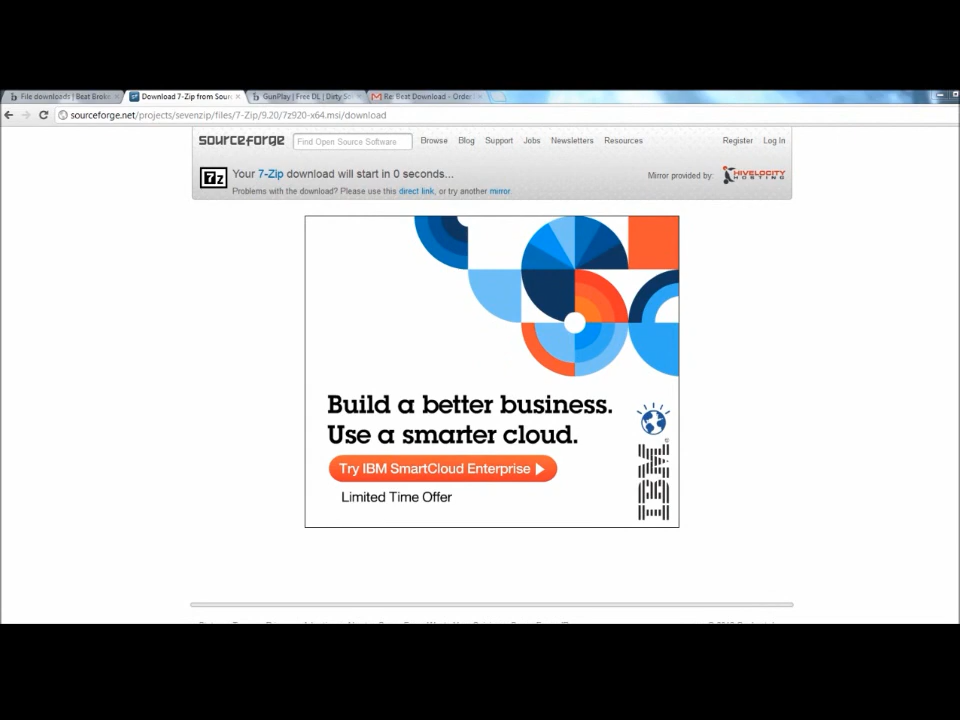 File downloads | Beat Broke
Download 7-Zip from Sour
GunPlay | Free DL | Dirty So
Re: Beat Download - Order
sourceforge.net/projects/sevenzip/files/7-Zip/9.20/7z920-x64.msi/download
sourceforge
Find Open Source Software
Browse Blog Support Jobs Newsletters Resources
Register Log In
7z
Your 7-Zip download will start in 0 seconds...
Problems with the download? Please use this direct link, or try another mirror.
Mirror provided by:
HIVELOCITY
HOSTING
Build a better business.
Use a smarter cloud.
Try IBM SmartCloud Enterprise
Limited Time Offer
IBM